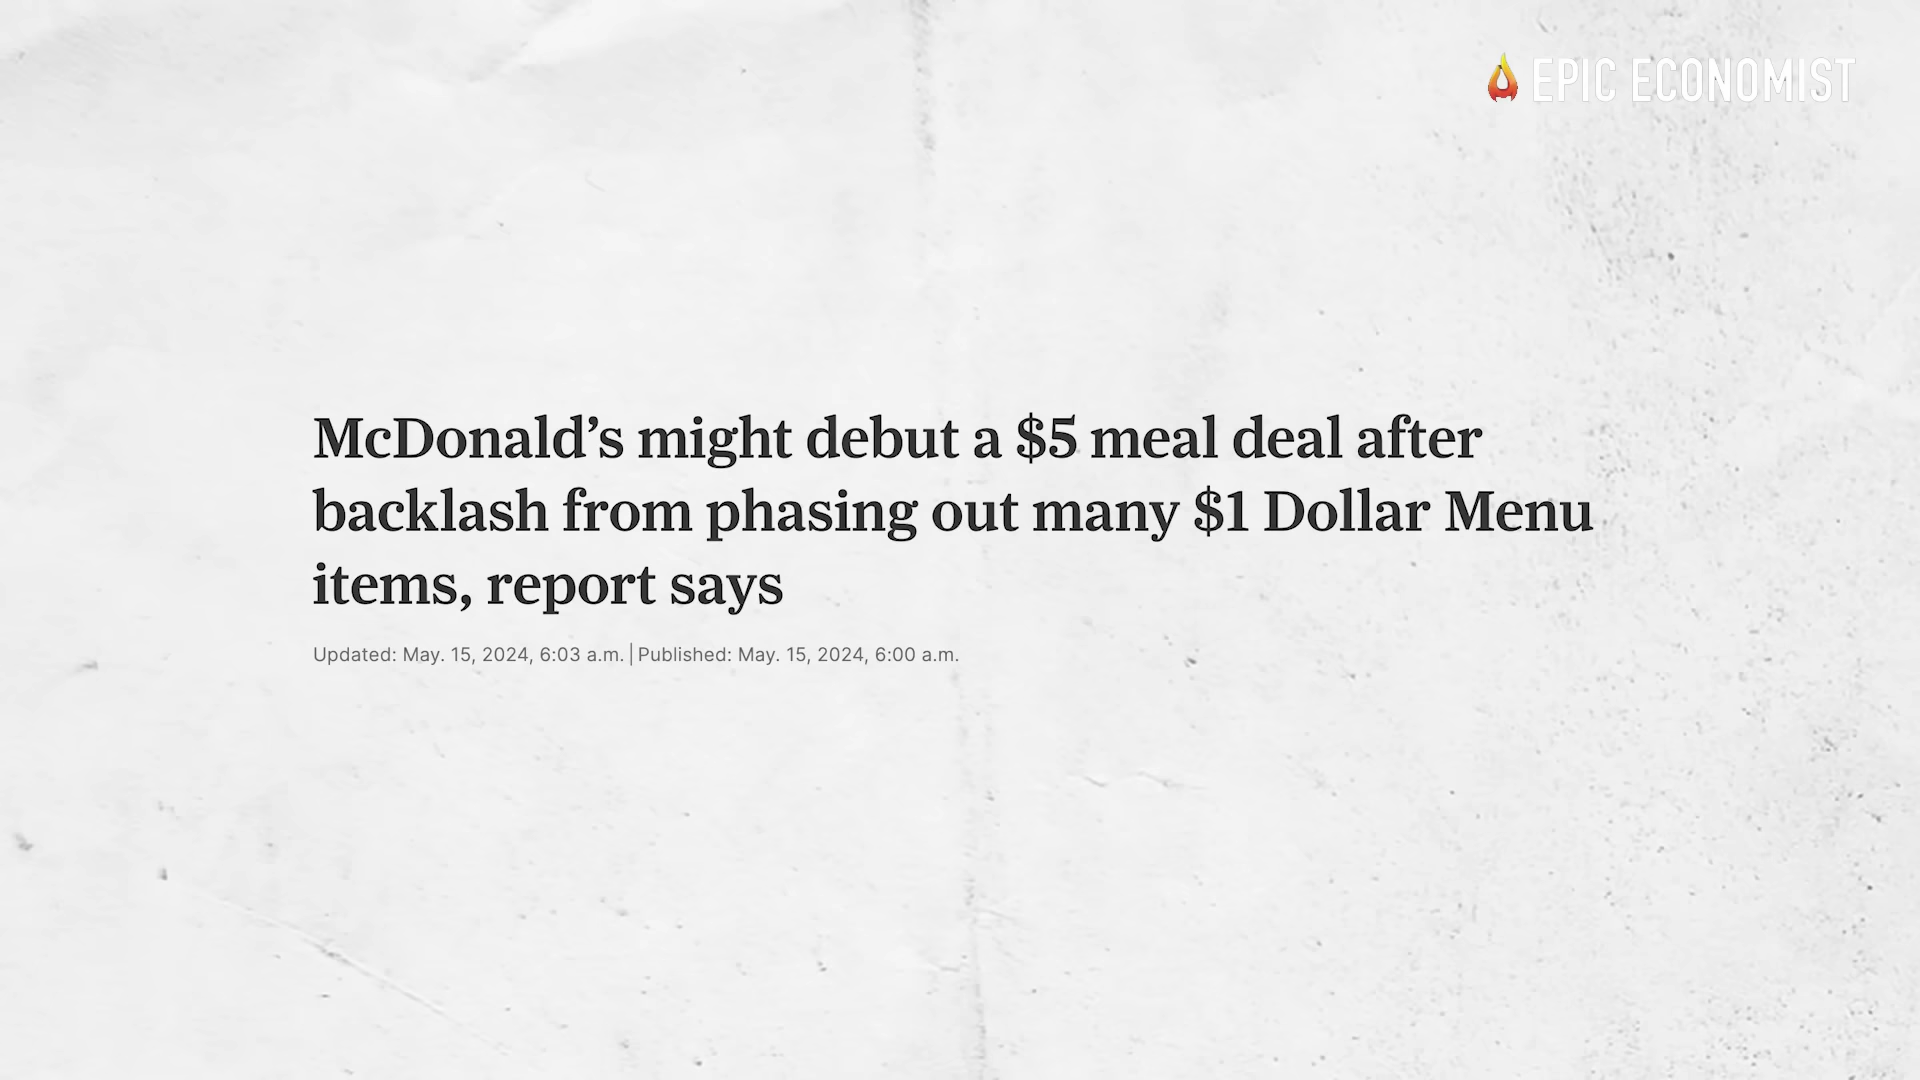 EPIC ECONOMIST
McDonald’s might debut a $5 meal deal after
backlash from phasing out many $1 Dollar Menu
items, report says
Updated: May. 15, 2024, 6:03 a.m. | Published: May. 15, 2024, 6:00 a.m.